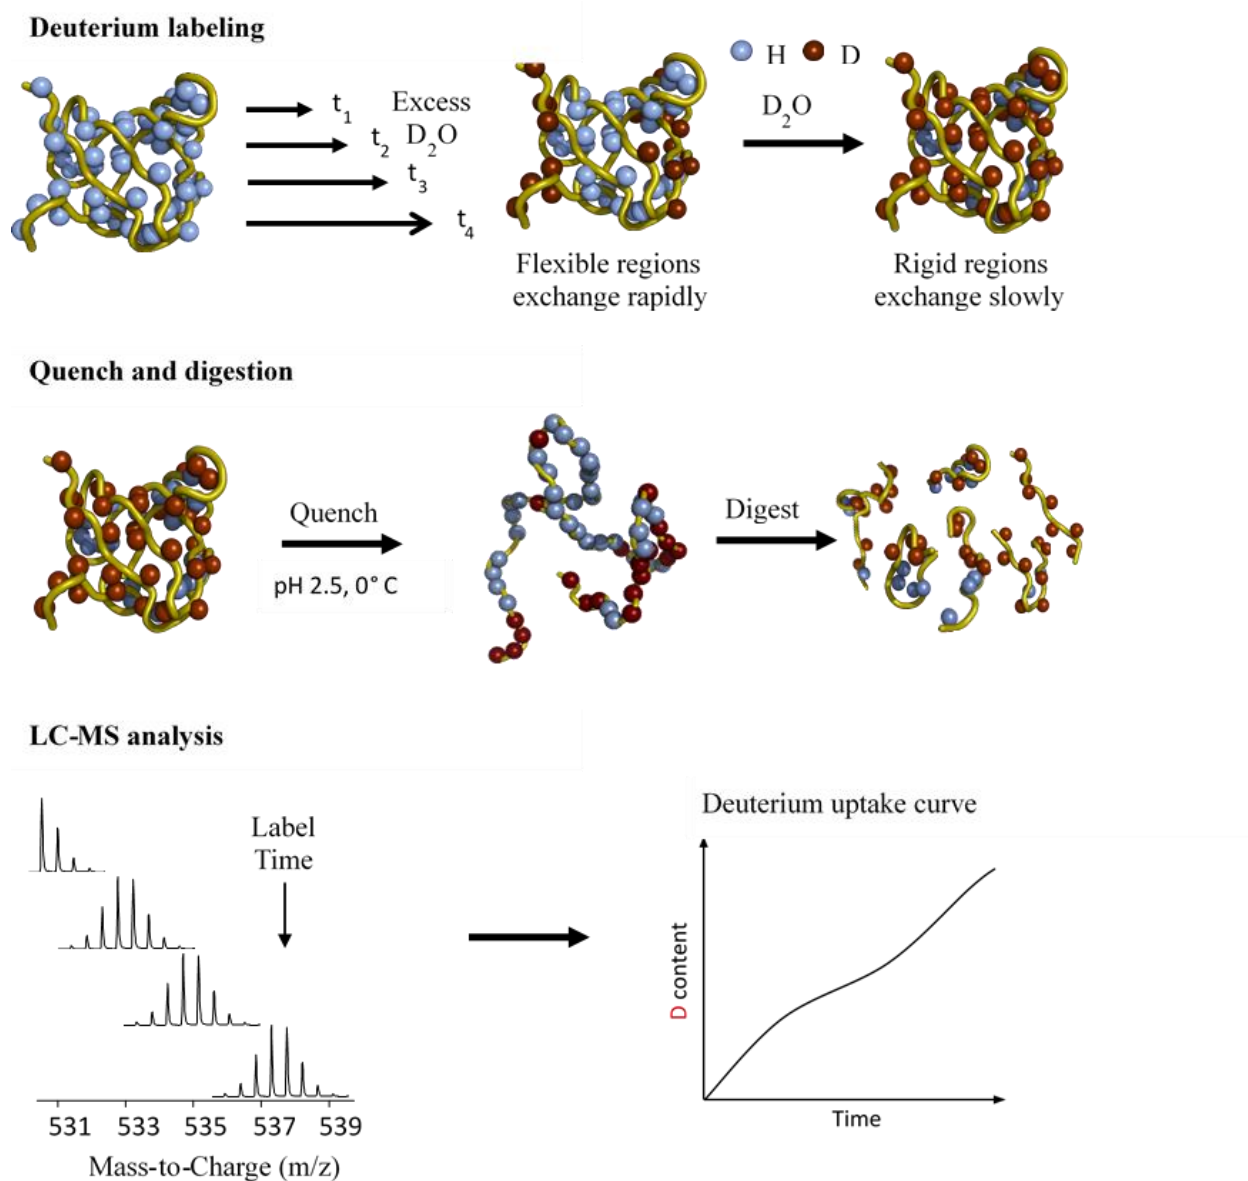 Deuterium labeling
t1
Excess
t2 D2O
t3
t4
H D
D2O
Flexible regions
exchange rapidly
Rigid regions
exchange slowly
Quench and digestion
Quench
pH 2.5, 0° C
Digest
LC-MS analysis
Label
Time
531 533 535 537 539
Mass-to-Charge (m/z)
Deuterium uptake curve
D content
Time